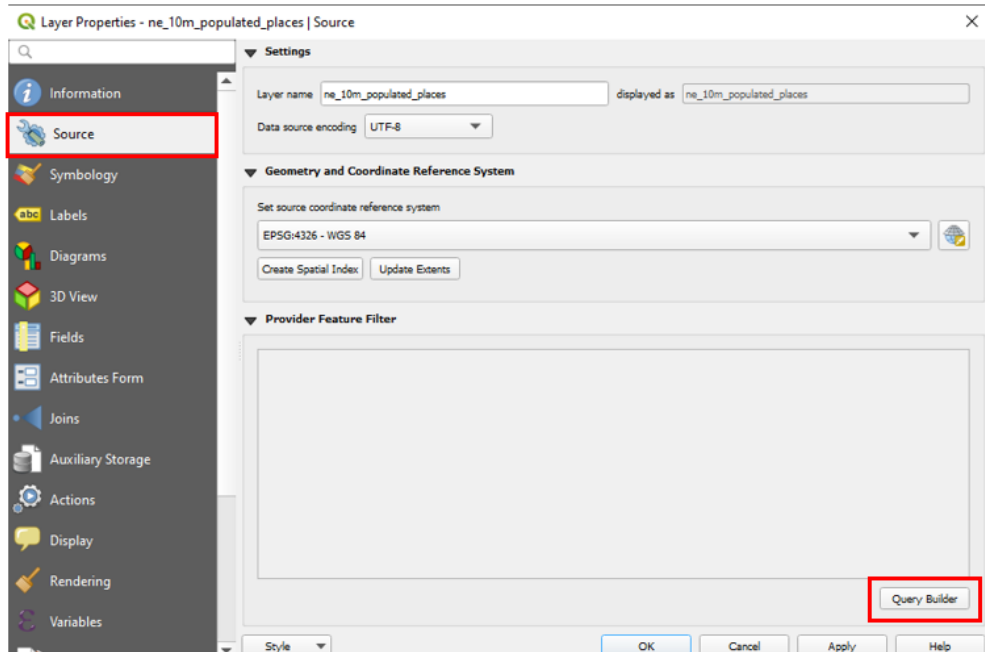 Layer Properties - ne_10m_populated_places | Source
Settings
Information
Layer name ne_10m_populated_places displayed as ne_10m_populated_places
Source
Data source encoding UTF-8
Symbology
Geometry and Coordinate Reference System
Labels
abc
Set source coordinate reference system
EPSG:4326 - WGS 84
Diagrams
Create Spatial Index Update Extents
3D View
Provider Feature Filter
Fields
Attributes Form
Joins
Auxiliary Storage
Actions
Display
Rendering
Query Builder
Variables
Style OK Cancel Apply Help